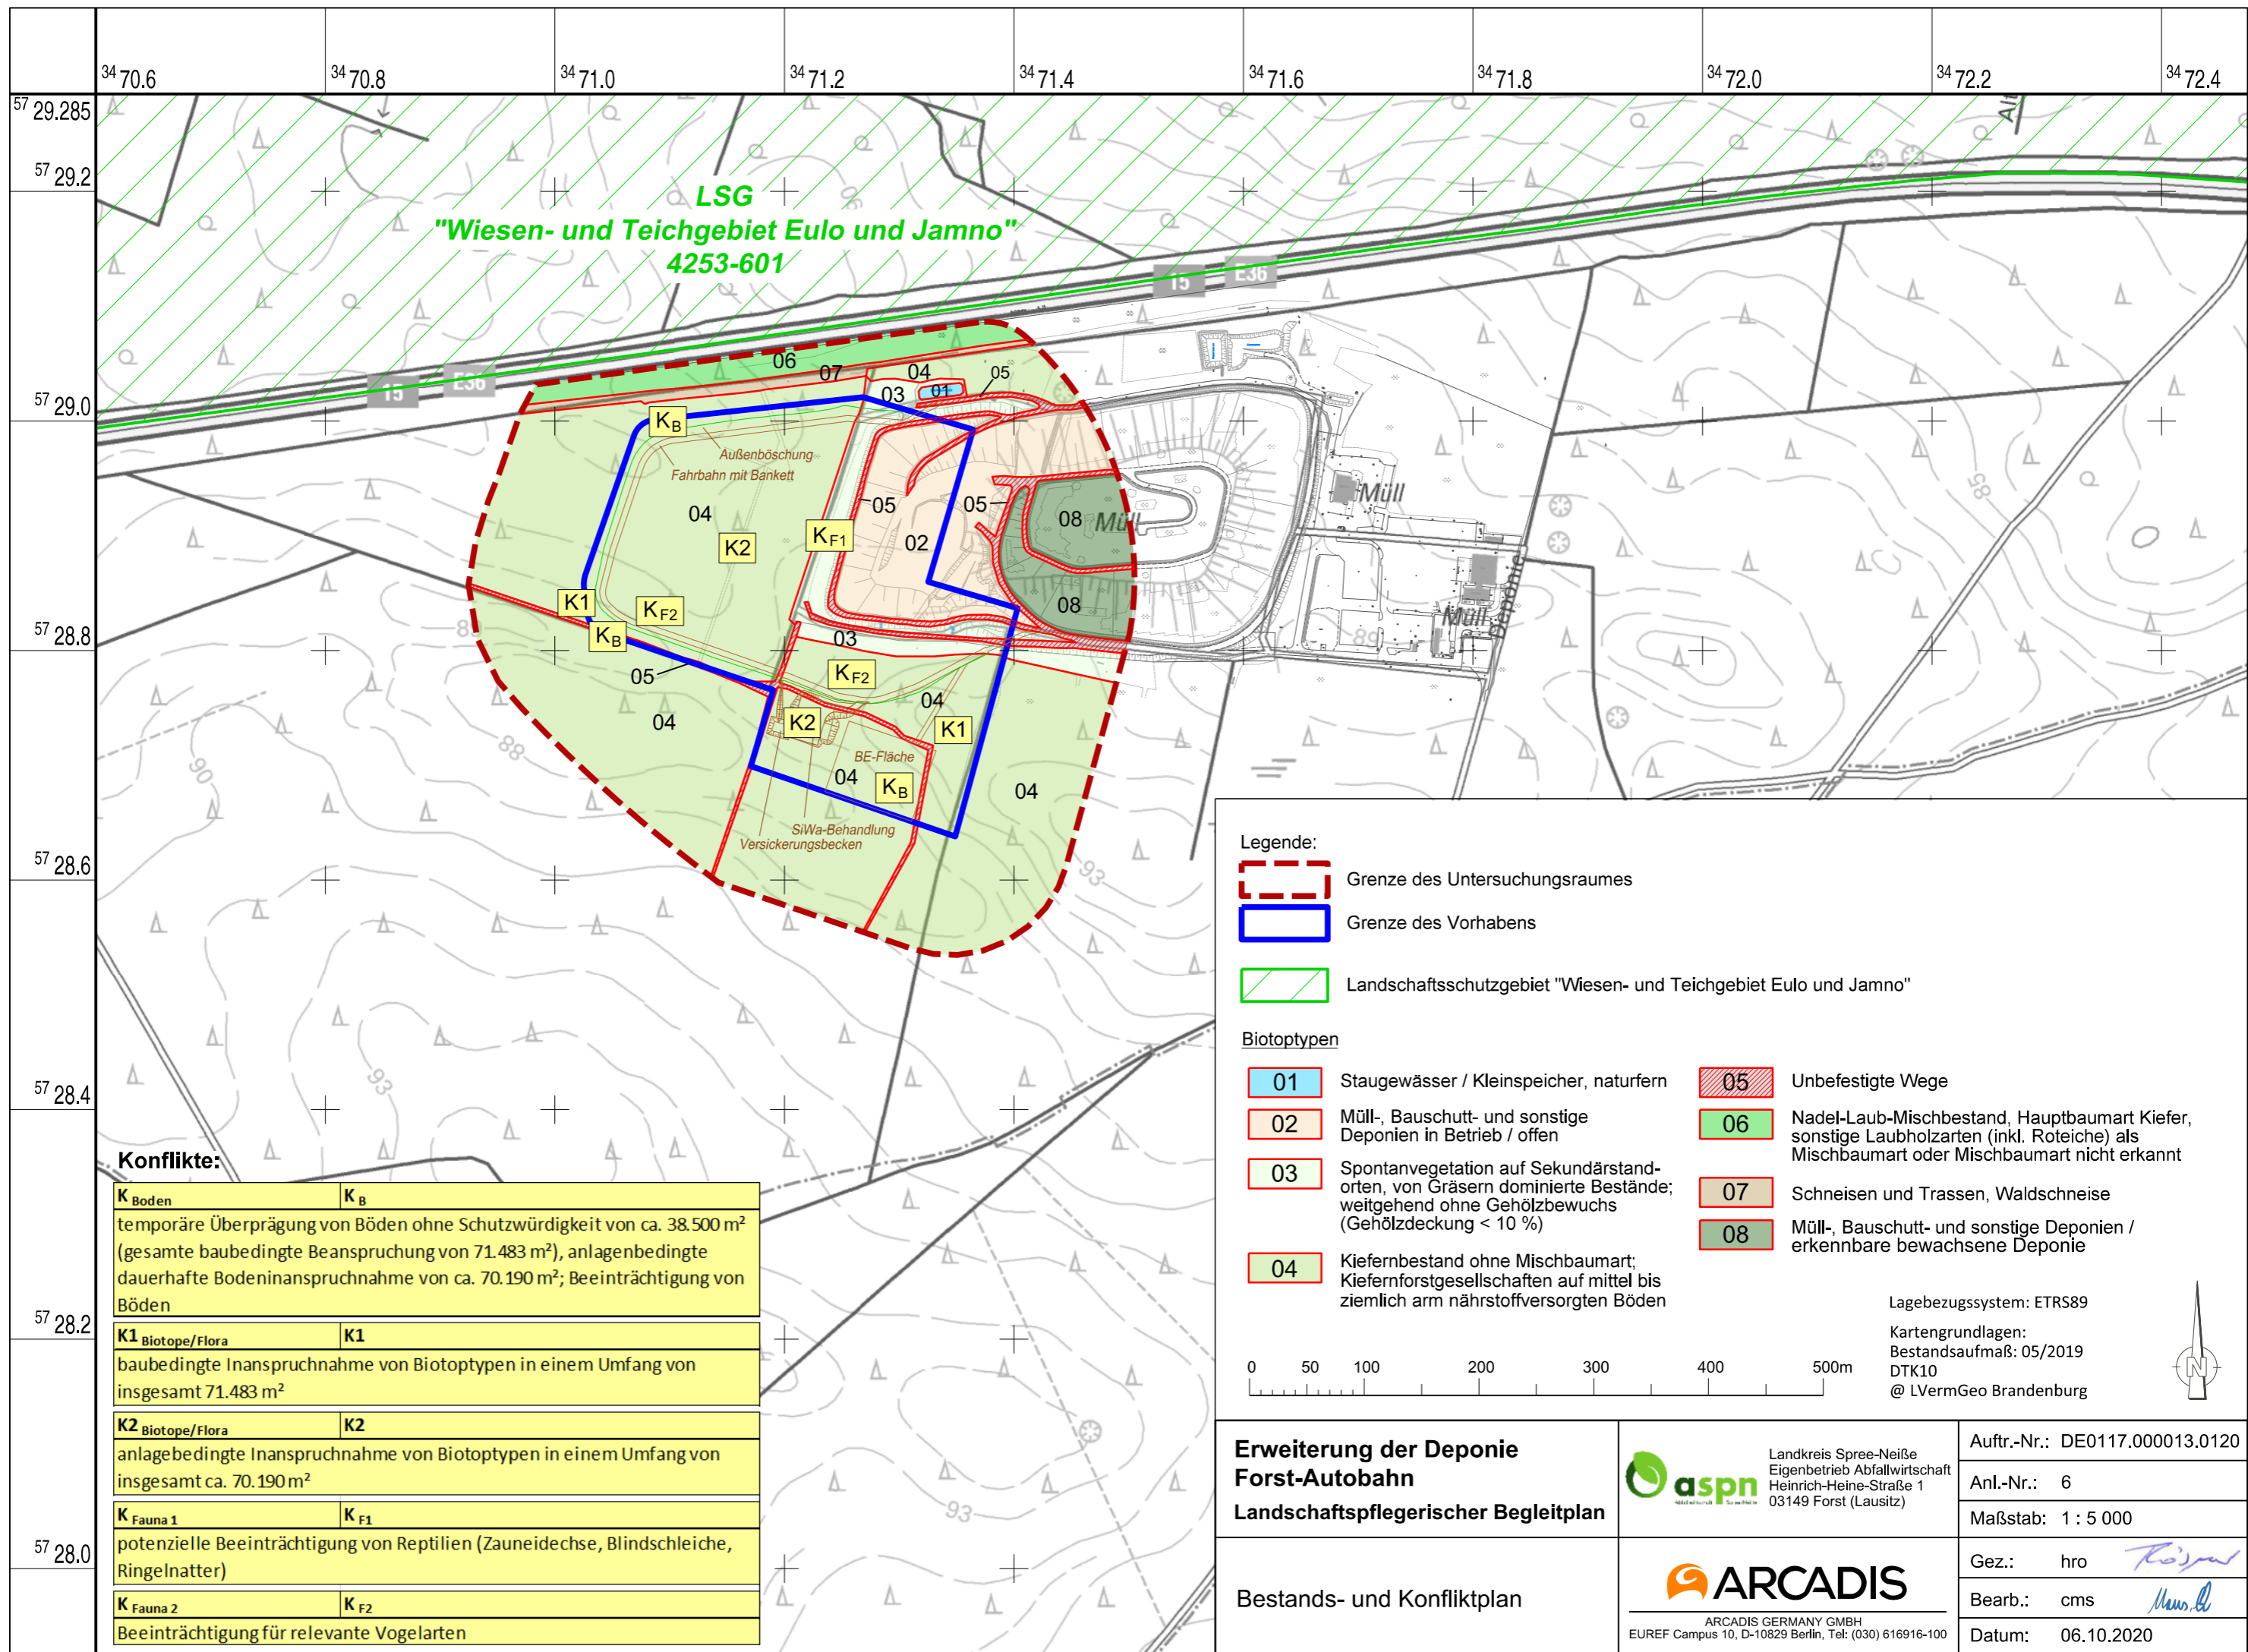 34 70.6
34 70.8
34 71.0
34 71.2
34 71.4
34 71.6
34 71.8
34 72.0
34 72.2
34 72.4
57 29.285
57 29.2
57 29.0
57 28.8
57 28.6
57 28.4
57 28.2
57 28.0
LSG
"Wiesen- und Teichgebiet Eulo und Jamno"
4253-601
90
Alt
15
E36
15
E36
06
07
04
05
03
01
KB
Außenböschung
Fahrbahn mit Bankett
04
K2
05
KF1
02
05
08
Müll
Müll
85
08
Müll
Deponie
89
K1
KF2
KB
03
05
KF2
04
04
K2
K1
88
90
BE-Fläche
04
KB
04
SiWa-Behandlung
Versickerungsbecken
93
93
93
Konflikte:
K Boden K B
temporäre Überprägung von Böden ohne Schutzwürdigkeit von ca. 38.500 m²
(gesamte baubedingte Beanspruchung von 71.483 m²), anlagenbedingte
dauerhafte Bodeninanspruchnahme von ca. 70.190 m²; Beeinträchtigung von
Böden
K1 Biotope/Flora K1
baubedingte Inanspruchnahme von Biotoptypen in einem Umfang von
insgesamt 71.483 m²
K2 Biotope/Flora K2
anlagebedingte Inanspruchnahme von Biotoptypen in einem Umfang von
insgesamt ca. 70.190 m²
K Fauna 1 K F1
potenzielle Beeinträchtigung von Reptilien (Zauneidechse, Blindschleiche,
Ringelnatter)
K Fauna 2 K F2
Beeinträchtigung für relevante Vogelarten
Legende:
Grenze des Untersuchungsraumes
Grenze des Vorhabens
Landschaftsschutzgebiet "Wiesen- und Teichgebiet Eulo und Jamno"
Biotoptypen
01 Staugewässer / Kleinspeicher, naturfern
02 Müll-, Bauschutt- und sonstige
Deponien in Betrieb / offen
03 Spontanvegetation auf Sekundärstand-
orten, von Gräsern dominierte Bestände;
weitgehend ohne Gehölzbewuchs
(Gehölzdeckung < 10 %)
04 Kiefernbestand ohne Mischbaumart;
Kiefernforstgesellschaften auf mittel bis
ziemlich arm nährstoffversorgten Böden
05 Unbefestigte Wege
06 Nadel-Laub-Mischbestand, Hauptbaumart Kiefer,
sonstige Laubholzarten (inkl. Roteiche) als
Mischbaumart oder Mischbaumart nicht erkannt
07 Schneisen und Trassen, Waldschneise
08 Müll-, Bauschutt- und sonstige Deponien /
erkennbare bewachsene Deponie
Lagebezugssystem: ETRS89
Kartengrundlagen:
Bestandsaufmaß: 05/2019
DTK10
@ LVermGeo Brandenburg
N
0 50 100 200 300 400 500m
Erweiterung der Deponie
Forst-Autobahn
Landschaftspflegerischer Begleitplan
Bestands- und Konfliktplan
aspn
Landkreis Spree-Neiße
Eigenbetrieb Abfallwirtschaft
Heinrich-Heine-Straße 1
03149 Forst (Lausitz)
ARCADIS
ARCADIS GERMANY GMBH
EUREF Campus 10, D-10829 Berlin, Tel: (030) 616916-100
Auftr.-Nr.: DE0117.000013.0120
Anl.-Nr.: 6
Maßstab: 1 : 5 000
Gez.: hro
Bearb.: cms
Datum: 06.10.2020